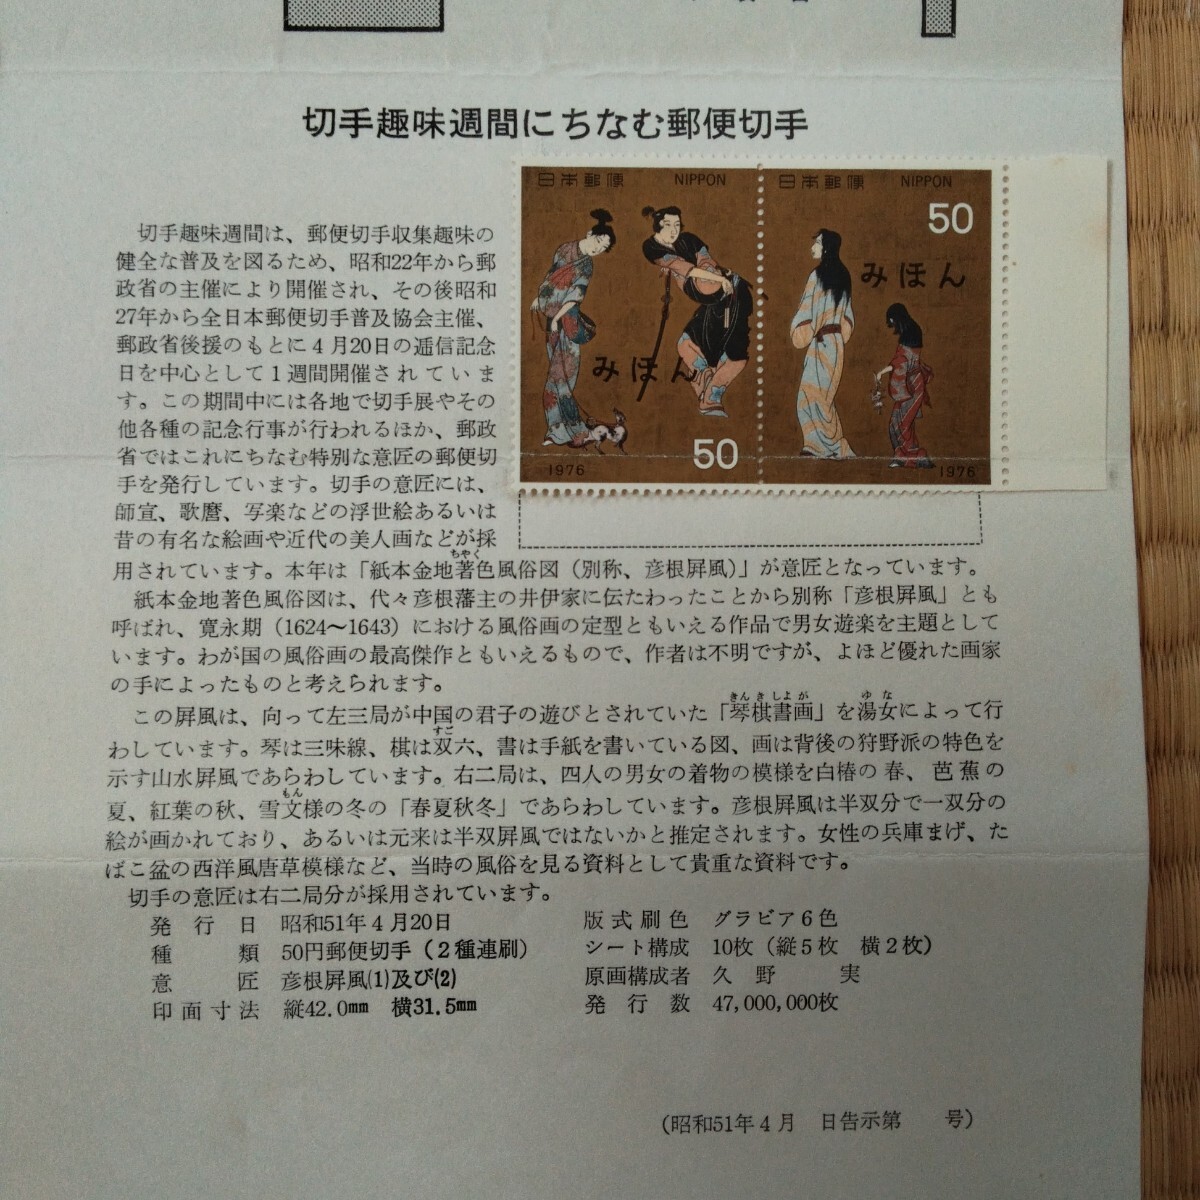 切手趣味週間にちなむ郵便切手
日本郵便 NIPPON
みほん
50
1976
日本郵便 NIPPON
50
みほん
1976
切手趣味週間は、郵便切手収集趣味の
健全な普及を図るため、昭和22年から郵
政省の主催により開催され、その後昭和
27年から全日本郵便切手普及協会主催、
郵政省後援のもとに4月20日の逓信記念
日を中心として1週間開催されていま
す。この期間中には各地で切手展やその
他各種の記念行事が行われるほか、郵政
省ではこれにちなむ特別な意匠の郵便切
手を発行しています。切手の意匠には、
師宣、歌麿、写楽などの浮世絵あるいは
昔の有名な絵画や近代の美人画などが採
ちやく
用されています。本年は「紙本金地著色風俗図(別称、彦根屏風)」が意匠となっています。
紙本金地著色風俗図は、代々彦根藩主の井伊家に伝たわったことから別称「彦根屏風」とも
呼ばれ、寛永期(1624〜1643)における風俗画の定型ともいえる作品で男女遊楽を主題として
います。わが国の風俗画の最高傑作ともいえるもので、作者は不明ですが、よほど優れた画家
の手によったものと考えられます。
きんきしよが ゆな
この屏風は、向って左三局が中国の君子の遊びとされていた「琴棋書画」を湯女によって行
すご
わしています。琴は三味線、棋は双六、書は手紙を書いている図、画は背後の狩野派の特色を
示す山水屏風であらわしています。右二局は、四人の男女の着物の模様を白椿の春、芭蕉の
もん
夏、紅葉の秋、雪文様の冬の「春夏秋冬」であらわしています。彦根屏風は半双分で一双分の
絵が画かれており、あるいは元来は半双屏風ではないかと推定されます。女性の兵庫まげ、た
ばこ盆の西洋風唐草模様など、当時の風俗を見る資料として貴重な資料です。
切手の意匠は右二局分が採用されています。
発行日 昭和51年4月20日
種類 50円郵便切手(2種連刷)
意匠 彦根屏風(1)及び(2)
印面寸法 縦42.0mm 横31.5mm
版式刷色 グラビア6色
シート構成 10枚(縦5枚 横2枚)
原画構成者 久野 実
発行数 47,000,000枚
(昭和51年4月 日告示第 号)